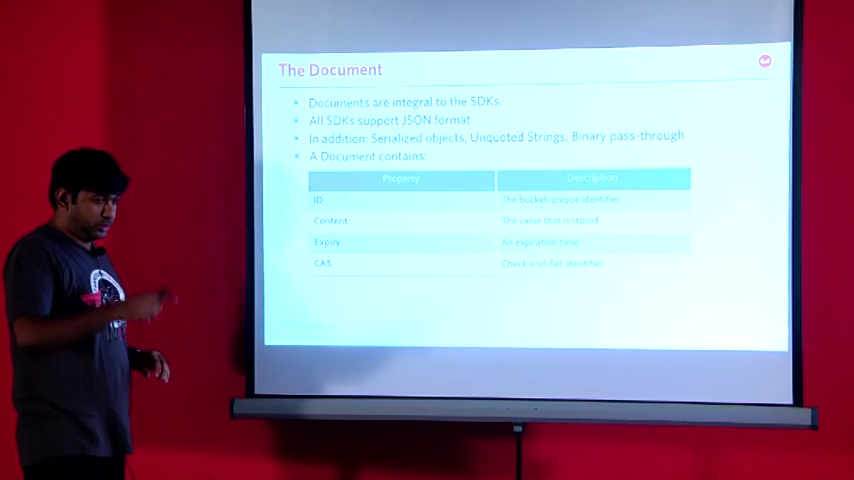 The Document
Documents are integral to the SDKs.
All SDKs support JSON format
In addition: Serialized objects, Unquoted Strings, Binary pass-through
A Document contains:
Property Description
ID The bucket-unique identifier
Content The value that is stored
Expiry An expiration time
CAS Check-and-Set identifier